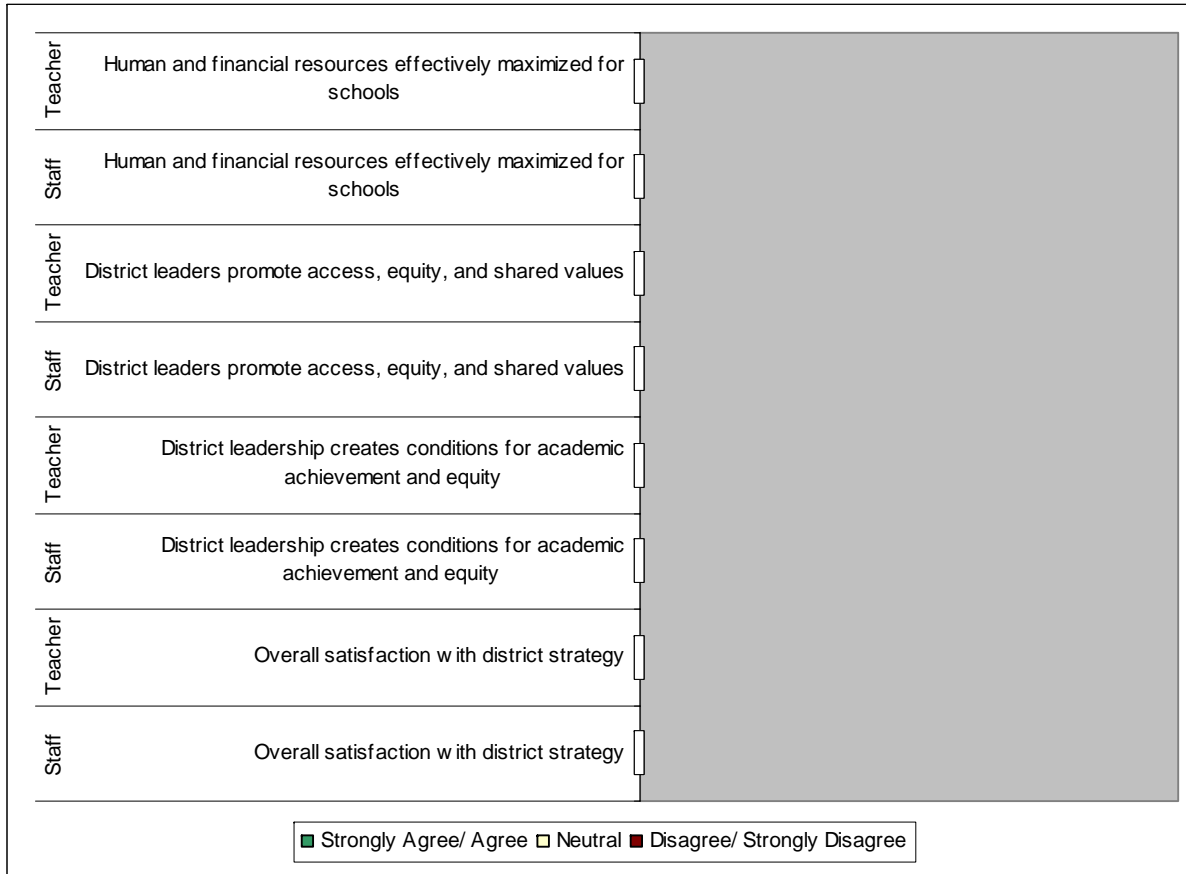 Teacher
Human and financial resources effectively maximized for
schools
Staff
Human and financial resources effectively maximized for
schools
Teacher
District leaders promote access, equity, and shared values
Staff
District leaders promote access, equity, and shared values
Teacher
District leadership creates conditions for academic
achievement and equity
Staff
District leadership creates conditions for academic
achievement and equity
Teacher
Overall satisfaction with district strategy
Staff
Overall satisfaction with district strategy
Strongly Agree/ Agree Neutral Disagree/ Strongly Disagree